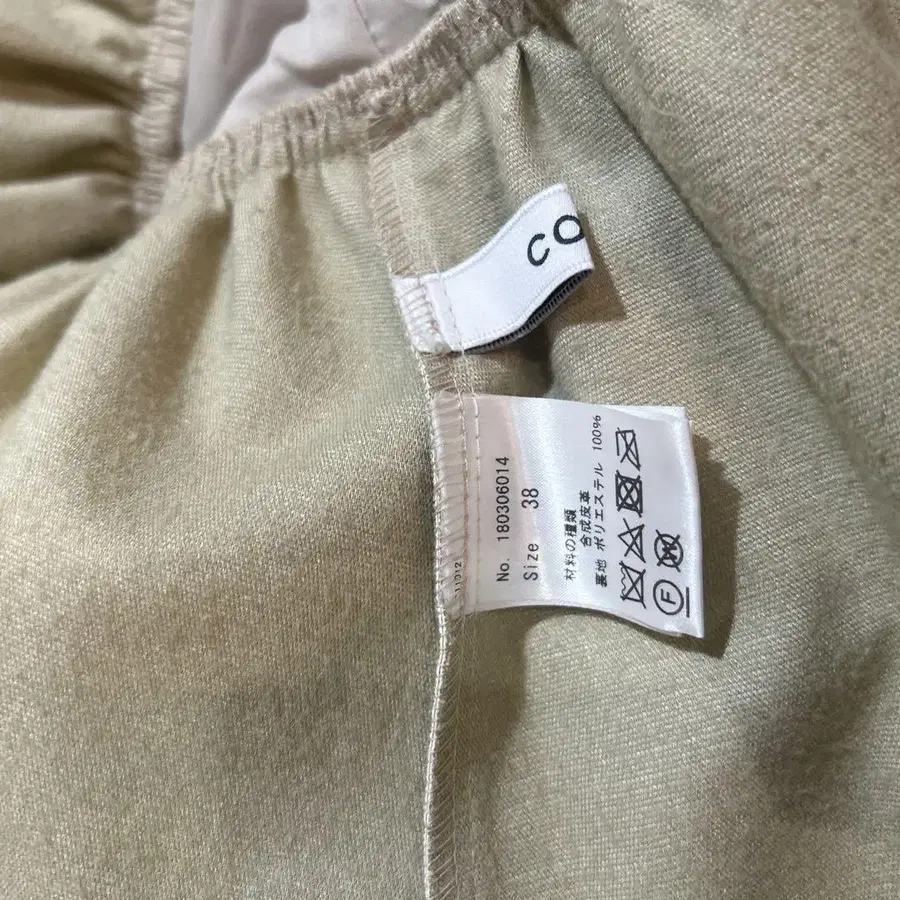 CO
No. 180306014
Size 38
材料の種類
合成皮革
裏地 ポリエステル 100%
F